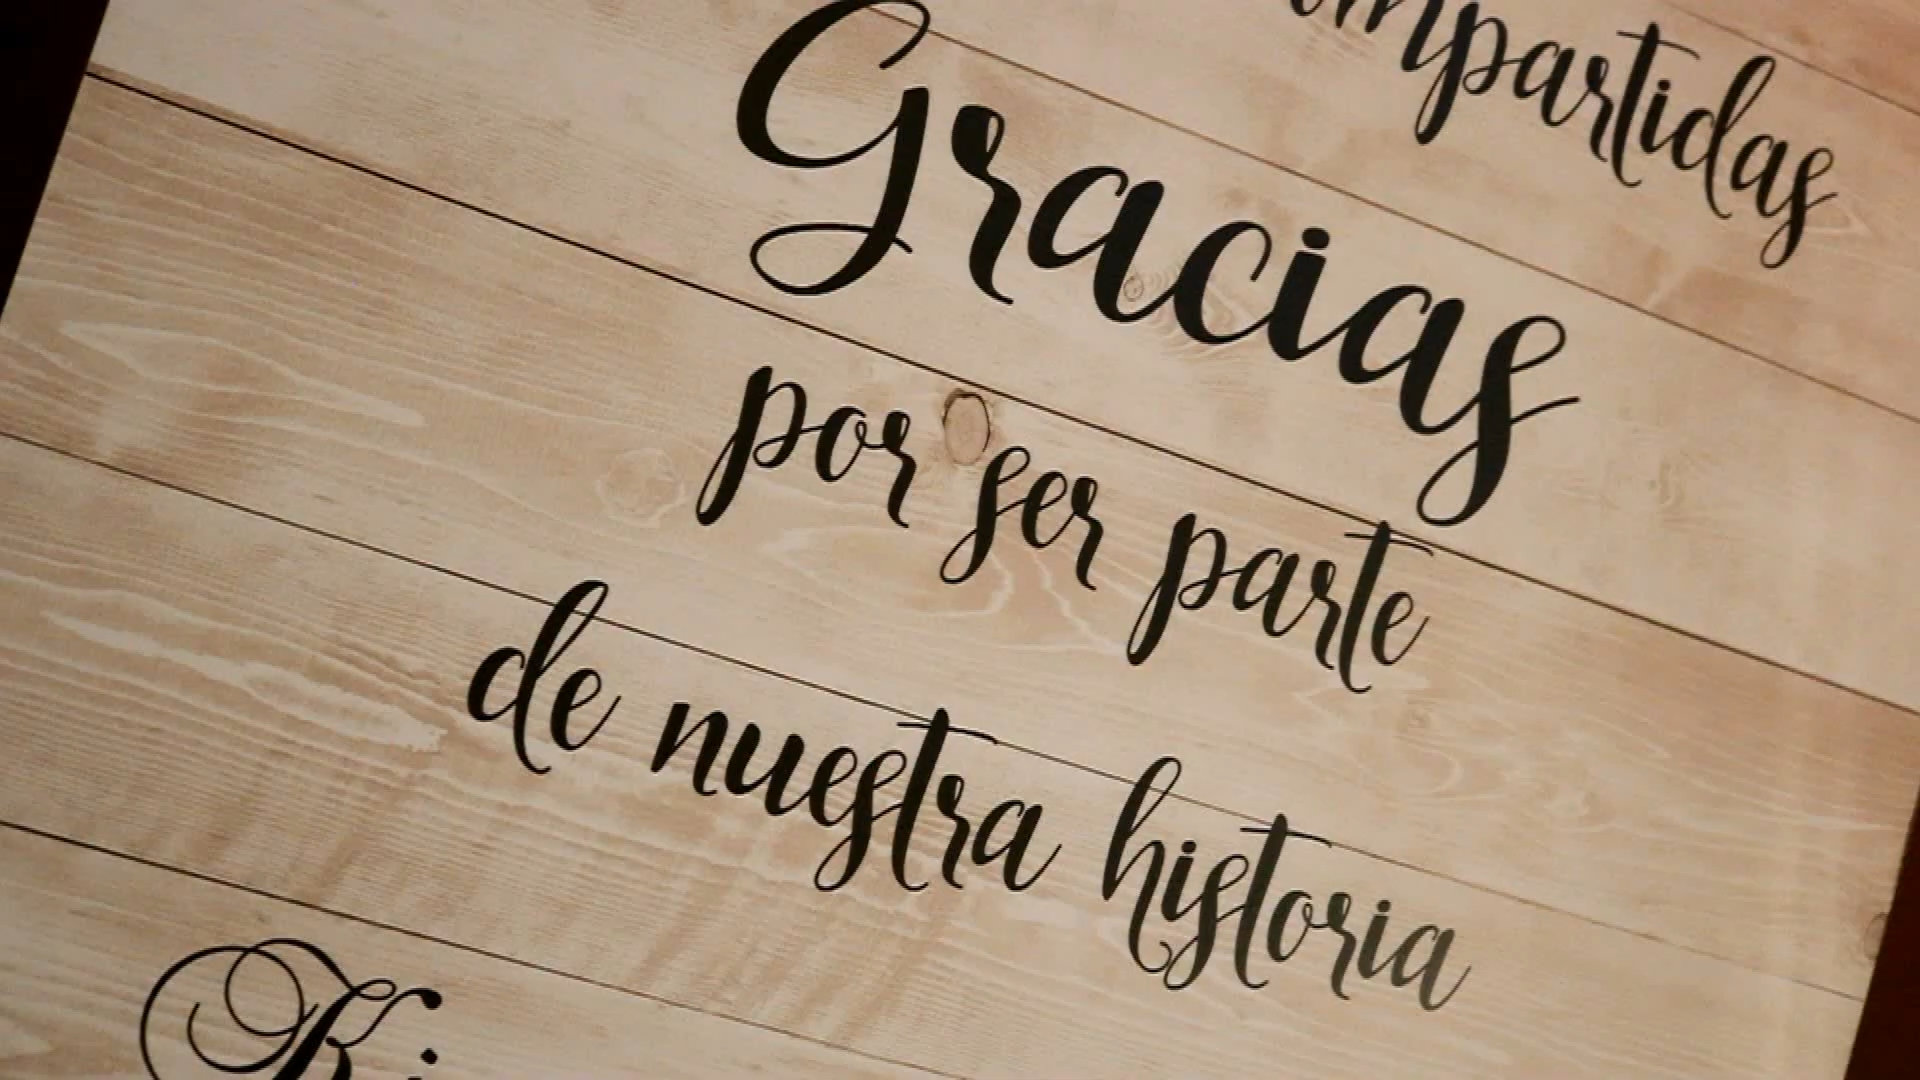 Gracias
por ser parte
de nuestra historia